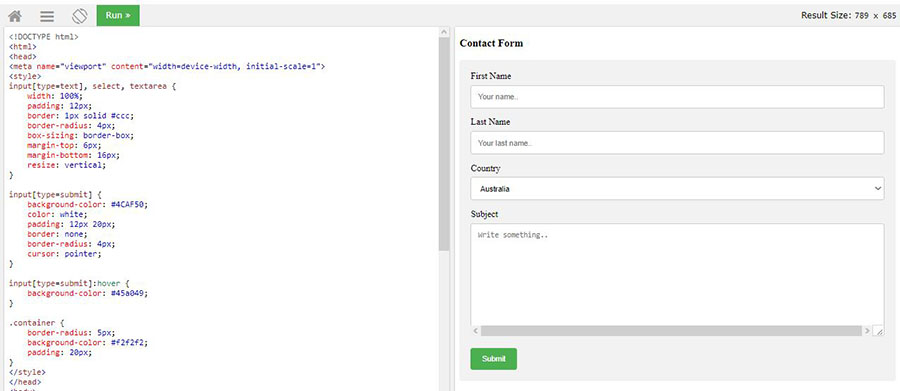 Run »
Result Size: 789 x 685
<!DOCTYPE html>
<html>
<head>
<meta name="viewport" content="width=device-width, initial-scale=1">
<style>
input[type=text], select, textarea {
    width: 100%;
    padding: 12px;
    border: 1px solid #ccc;
    border-radius: 4px;
    box-sizing: border-box;
    margin-top: 6px;
    margin-bottom: 16px;
    resize: vertical;
}
input[type=submit] {
    background-color: #4CAF50;
    color: white;
    padding: 12px 20px;
    border: none;
    border-radius: 4px;
    cursor: pointer;
}
input[type=submit]:hover {
    background-color: #45a049;
}
.container {
    border-radius: 5px;
    background-color: #f2f2f2;
    padding: 20px;
}
</style>
</head>
<body>
Contact Form
First Name
Your name..
Last Name
Your last name..
Country
Australia
Subject
Write something..
Submit